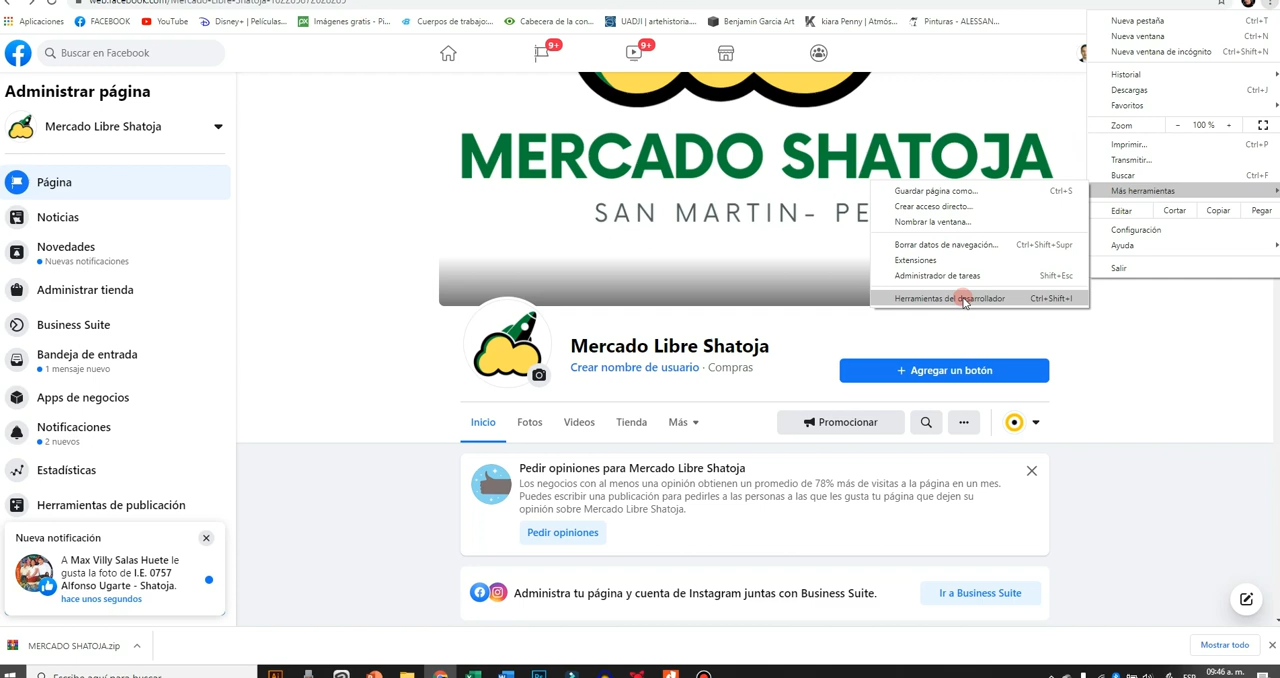 Aplicaciones FACEBOOK YouTube Disney+ | Películas... Imágenes gratis - Pi... Cuerpos de trabajo:... Cabecera de la con... UADJI | artehistoria.... Benjamin Garcia Art kiara Penny | Atmós... Pinturas - ALESSAN...
Buscar en Facebook
9+
9+
Administrar página
Mercado Libre Shatoja
Página
Noticias
Novedades
Nuevas notificaciones
Administrar tienda
Business Suite
Bandeja de entrada
1 mensaje nuevo
Apps de negocios
Notificaciones
2 nuevos
Estadísticas
Herramientas de publicación
Nueva notificación
A Max Villy Salas Huete le
gusta la foto de I.E. 0757
Alfonso Ugarte - Shatoja.
hace unos segundos
MERCADO SHATOJA
SAN MARTIN- PE
Mercado Libre Shatoja
Crear nombre de usuario · Compras
+ Agregar un botón
Inicio Fotos Videos Tienda Más
Promocionar
Pedir opiniones para Mercado Libre Shatoja
Los negocios con al menos una opinión obtienen un promedio de 78% más de visitas a la página en un mes.
Puedes escribir una publicación para pedirles a las personas a las que les gusta tu página que dejen su
opinión sobre Mercado Libre Shatoja.
Pedir opiniones
Administra tu página y cuenta de Instagram juntas con Business Suite.
Ir a Business Suite
Nueva pestaña Ctrl+T
Nueva ventana Ctrl+N
Nueva ventana de incógnito Ctrl+Shift+N
Historial
Descargas Ctrl+J
Favoritos
Zoom - 100 % +
Imprimir... Ctrl+P
Transmitir...
Buscar Ctrl+F
Más herramientas
Editar Cortar Copiar Pegar
Configuración
Ayuda
Salir
Guardar página como... Ctrl+S
Crear acceso directo...
Nombrar la ventana...
Borrar datos de navegación... Ctrl+Shift+Supr
Extensiones
Administrador de tareas Shift+Esc
Herramientas del desarrollador Ctrl+Shift+I
MERCADO SHATOJA.zip
Mostrar todo
Escribe aquí para buscar
ESP
09:46 a. m.